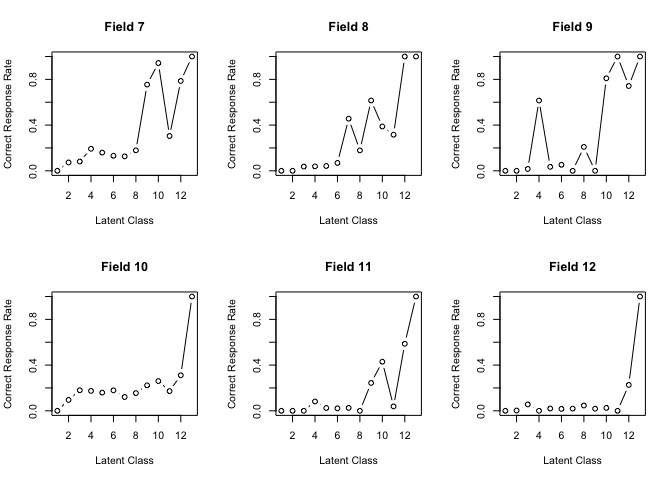 Field 7
Correct Response Rate
0.0 0.4 0.8
2 4 6 8 10 12
Latent Class
Field 8
Correct Response Rate
0.0 0.4 0.8
2 4 6 8 10 12
Latent Class
Field 9
Correct Response Rate
0.0 0.4 0.8
2 4 6 8 10 12
Latent Class
Field 10
Correct Response Rate
0.0 0.4 0.8
2 4 6 8 10 12
Latent Class
Field 11
Correct Response Rate
0.0 0.4 0.8
2 4 6 8 10 12
Latent Class
Field 12
Correct Response Rate
0.0 0.4 0.8
2 4 6 8 10 12
Latent Class